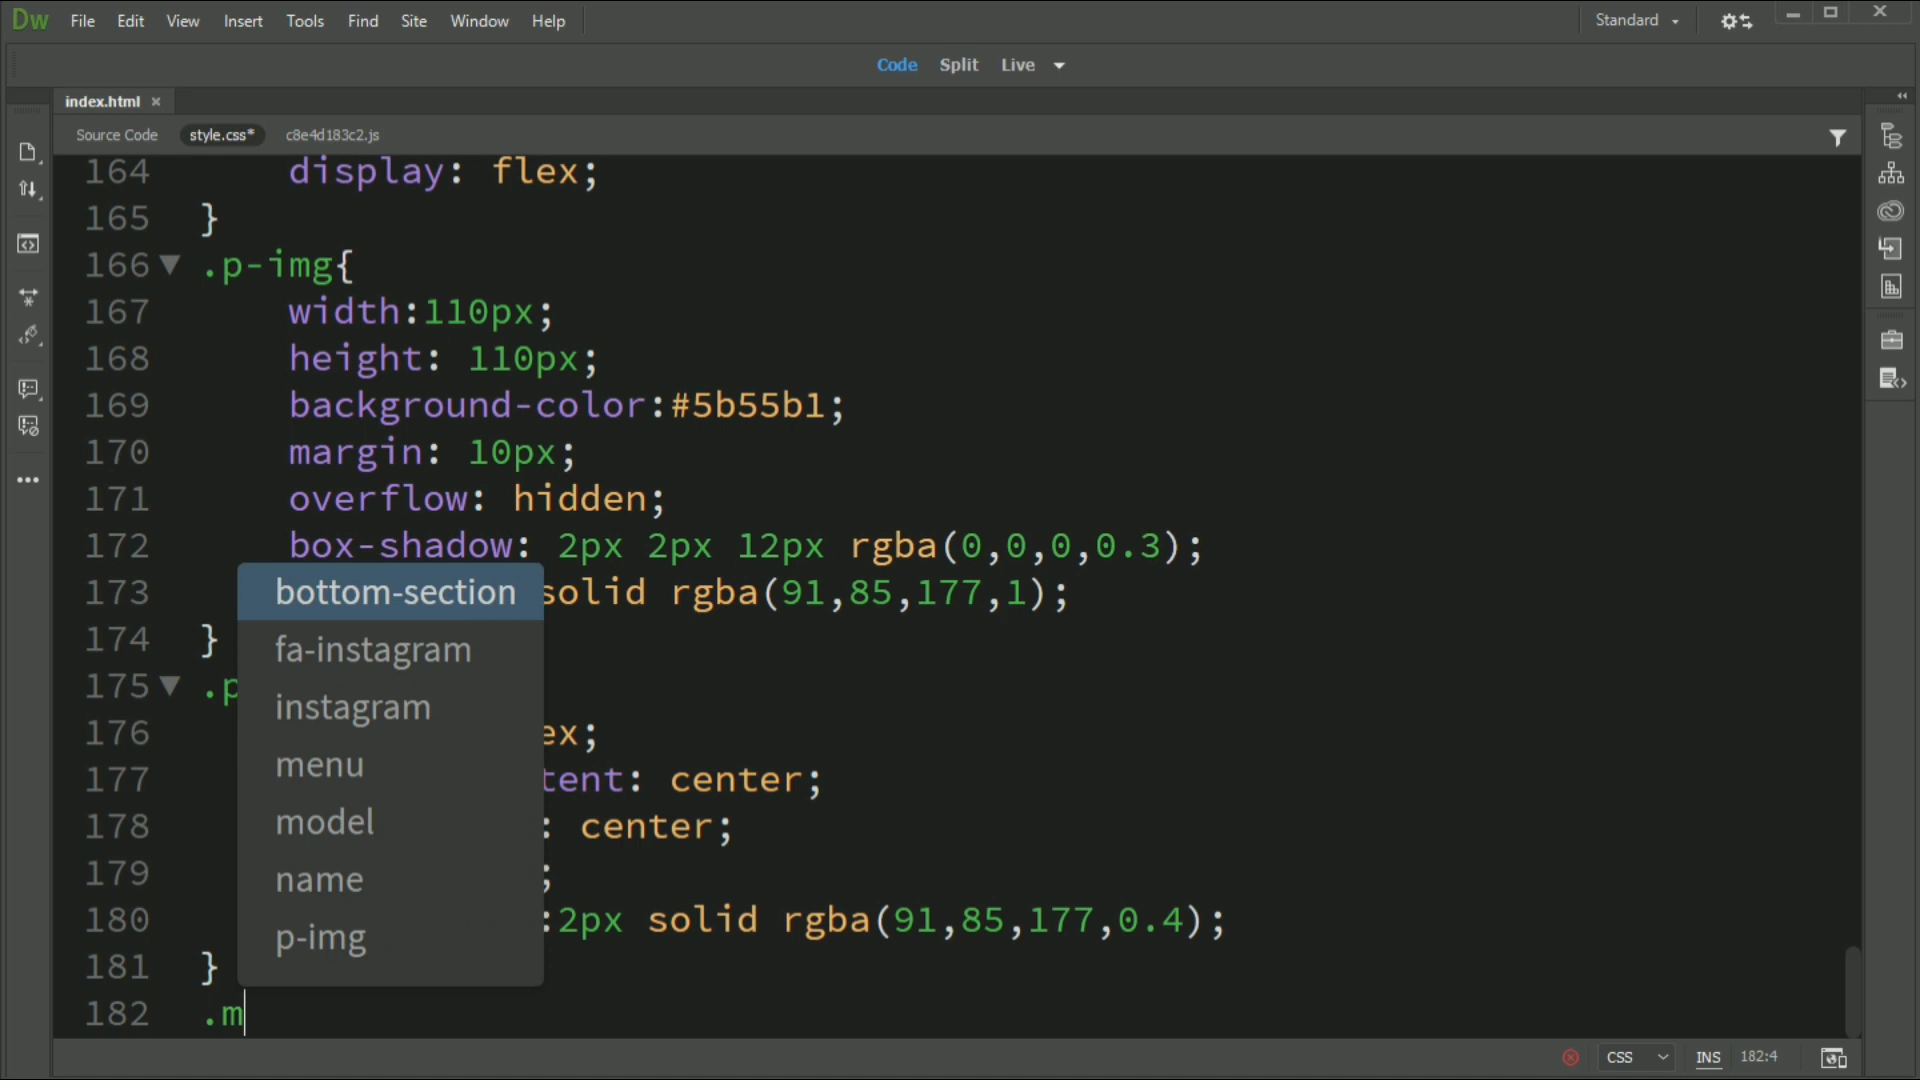 Dw File Edit View Insert Tools Find Site Window Help Standard
Code Split Live
index.html ×
Source Code style.css* c8e4d183c2.js
164 display: flex;
165 }
166 .p-img{
167 width:110px;
168 height: 110px;
169 background-color:#5b55b1;
170 margin: 10px;
171 overflow: hidden;
172 box-shadow: 2px 2px 12px rgba(0,0,0,0.3);
173 solid rgba(91,85,177,1);
174 }
175 .p
176 ex;
177 tent: center;
178 : center;
179 ;
180 :2px solid rgba(91,85,177,0.4);
181 }
182 .m
bottom-section
fa-instagram
instagram
menu
model
name
p-img
CSS INS 182:4